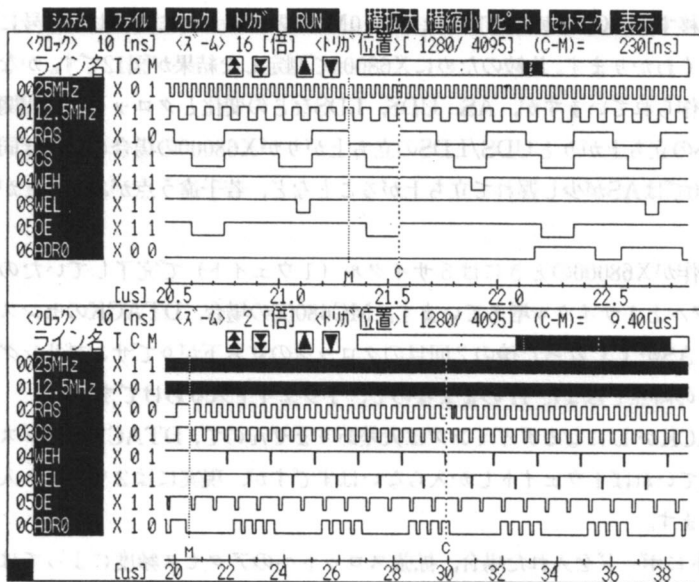 システム ファイル クロック トリガ RUN 横拡大 横縮小 リピート セットマーク 表示
<クロック> 10 [ns] <ズーム> 16 [倍] <トリガ位置>[ 1280/ 4095] (C-M)= 230[ns]
ライン名 T C M
00 25MHz X 0 1
01 12.5MHz X 0 1
02 RAS X 1 0
03 CS X 1 1
04 WEH X 0 1
08 WEL X 1 1
05 OE X 1 1
06 ADR0 X 0 0
M C
[us] 20.5 21.0 21.5 22.0 22.5
<クロック> 10 [ns] <ズーム> 2 [倍] <トリガ位置>[ 1280/ 4095] (C-M)= 9.40[us]
ライン名 T C M
00 25MHz X 1 1
01 12.5MHz X 0 0
02 RAS X 0 0
03 CS X 0 0
04 WEH X 0 1
08 WEL X 1 1
05 OE X 1 1
06 ADR0 X 1 0
M C
[us] 20 22 24 26 28 30 32 34 36 38